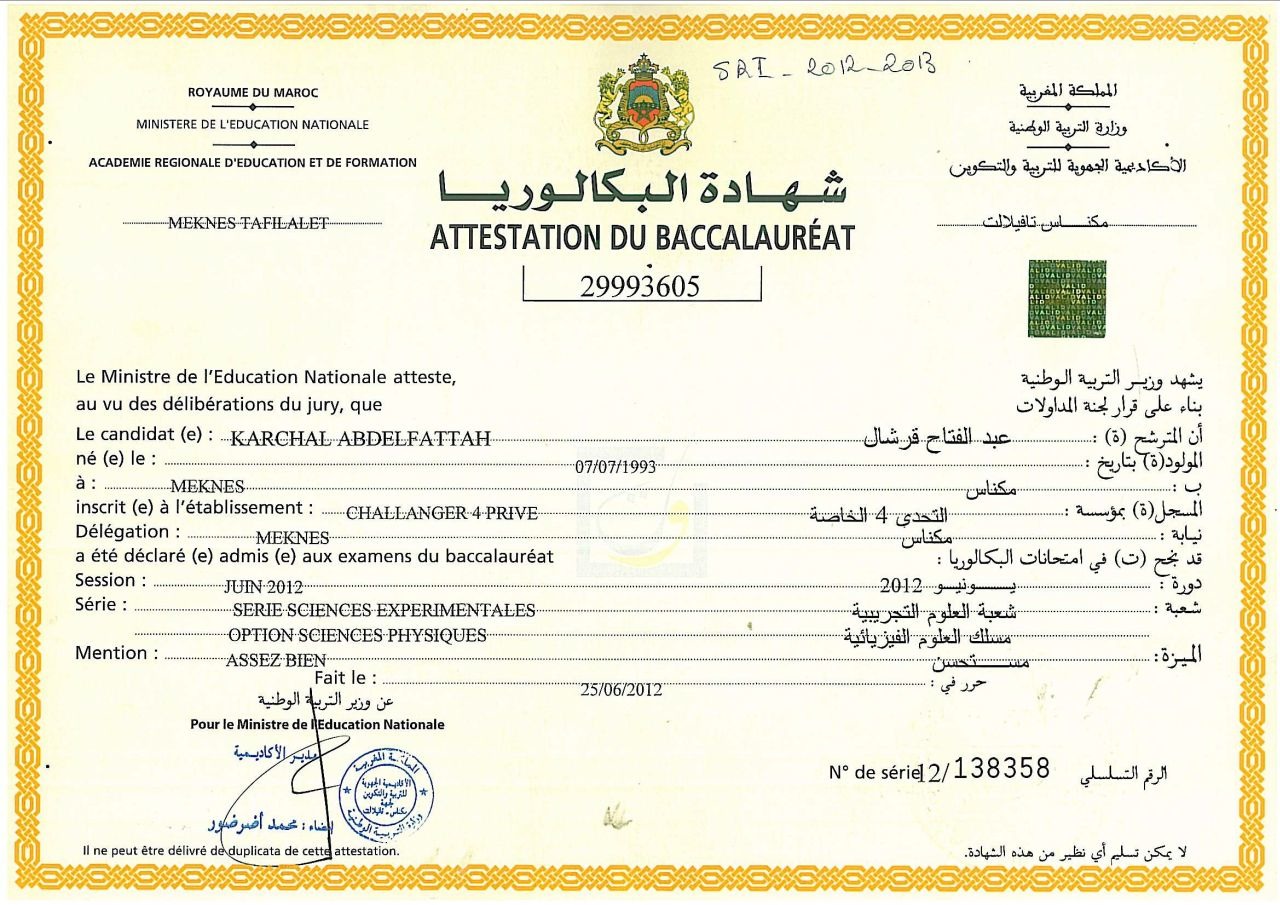 SRI - 2012-2013
ROYAUME DU MAROC
MINISTERE DE L'EDUCATION NATIONALE
ACADEMIE REGIONALE D'EDUCATION ET DE FORMATION
MEKNES TAFILALET
المملكة المغربية
وزارة التربية الوطنية
الأكاديمية الجهوية للتربية والتكوين
مكنـــاس تافيلالت
شهادة البكالوريا
ATTESTATION DU BACCALAURÉAT
29993605
VALID
Le Ministre de l'Education Nationale atteste,
يشهد وزيـر التربية الـوطنية
au vu des délibérations du jury, que
بناء على قرار لجنة المداولات
Le candidat (e) : KARCHAL ABDELFATTAH
أن المترشح (ة) : عبد الفتاح قرشال
né (e) le : 07/07/1993 المولود(ة) بتاريخ :
à : MEKNES
ب : مكناس
inscrit (e) à l'établissement : CHALLANGER 4 PRIVE
المسجل(ة) بمؤسسة : التحدي 4 الخاصة
Délégation : MEKNES
نيابة : مكناس
a été déclaré (e) admis (e) aux examens du baccalauréat
قد نجح (ت) في امتحانات البكالوريا :
Session : JUIN 2012
دورة : يـــونيـــو 2012
Série : SERIE SCIENCES EXPERIMENTALES
شعبة : شعبة العلوم التجريبية
OPTION SCIENCES PHYSIQUES
مسلك العلوم الفيزيائية
Mention : ASSEZ BIEN
الميزة : مســـتحسن
Fait le : 25/06/2012 حرر في :
عن وزير التربية الوطنية
Pour le Ministre de l'Education Nationale
مدير الأكاديمية
المملكة المغربية
الأكاديمية الجهوية
للتربية والتكوين
لجهة
مكناس - تافيلالت
وزارة التربية الوطنية
إمضاء : محمد أضرضور
N° de série 12/ 138358 الرقم التسلسلي
Il ne peut être délivré de duplicata de cette attestation.
لا يمكن تسليم أي نظير من هذه الشهادة.